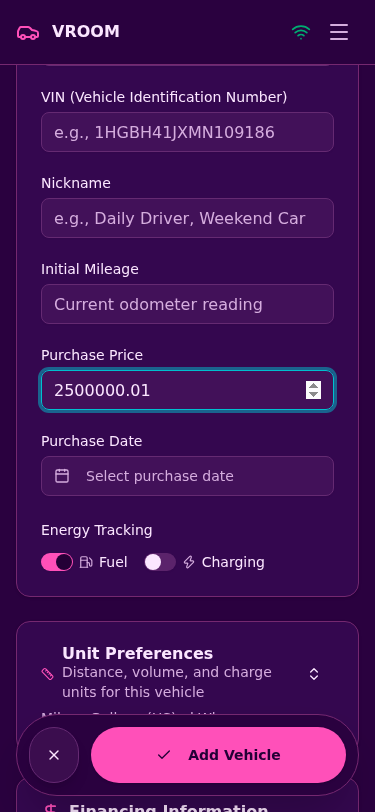 VROOM
VIN (Vehicle Identification Number)
e.g., 1HGBH41JXMN109186
Nickname
e.g., Daily Driver, Weekend Car
Initial Mileage
Current odometer reading
Purchase Price
2500000.01
Purchase Date
Select purchase date
Energy Tracking
Fuel
Charging
Unit Preferences
Distance, volume, and charge
units for this vehicle
Add Vehicle
Financing Information